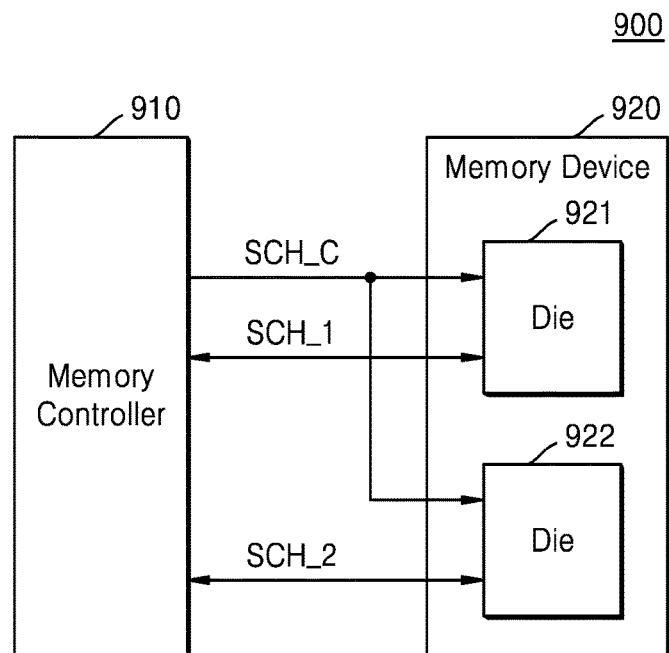 900
910
920
Memory Device
921
SCH_C
Die
SCH_1
Memory
Controller
922
Die
SCH_2